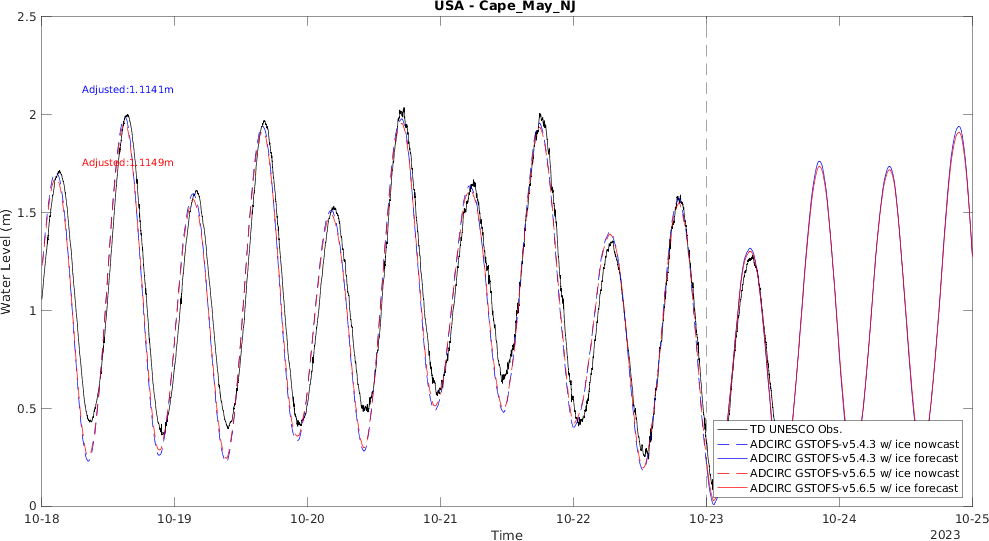 USA - Cape_May_NJ
2.5
2
1.5
1
0.5
0
Water Level (m)
Adjusted:1.1141m
Adjusted:1.1149m
TD UNESCO Obs.
ADCIRC GSTOFS-v5.4.3 w/ ice nowcast
ADCIRC GSTOFS-v5.4.3 w/ ice forecast
ADCIRC GSTOFS-v5.6.5 w/ ice nowcast
ADCIRC GSTOFS-v5.6.5 w/ ice forecast
10-18 10-19 10-20 10-21 10-22 10-23 10-24 10-25
Time
2023